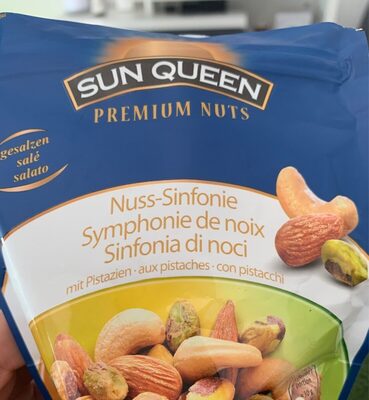 SUN QUEEN
PREMIUM NUTS
gesalzen
salé
salato
Nuss-Sinfonie
Symphonie de noix
Sinfonia di noci
mit Pistazien · aux pistaches · con pistacchi